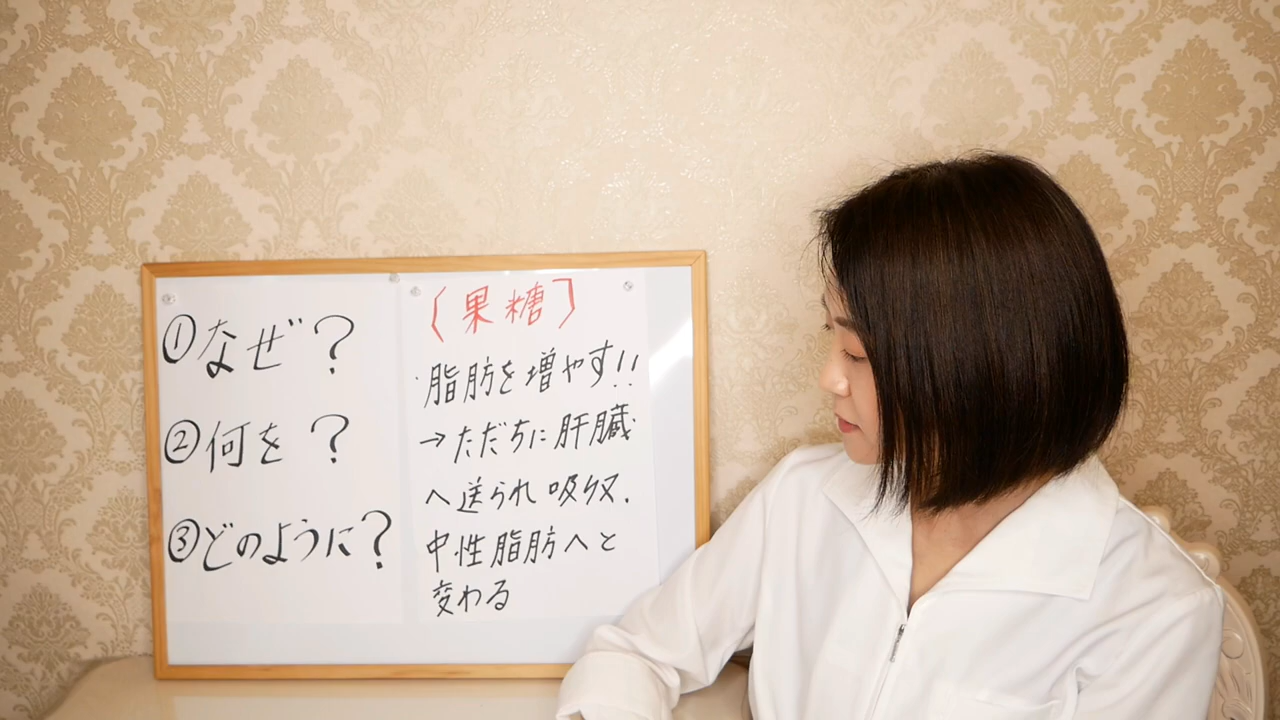 ①なぜ？
②何を？
③どのように？
〔果糖〕
・脂肪を増やす!!
→ただちに肝臓
へ送られ吸収.
中性脂肪へと
変わる